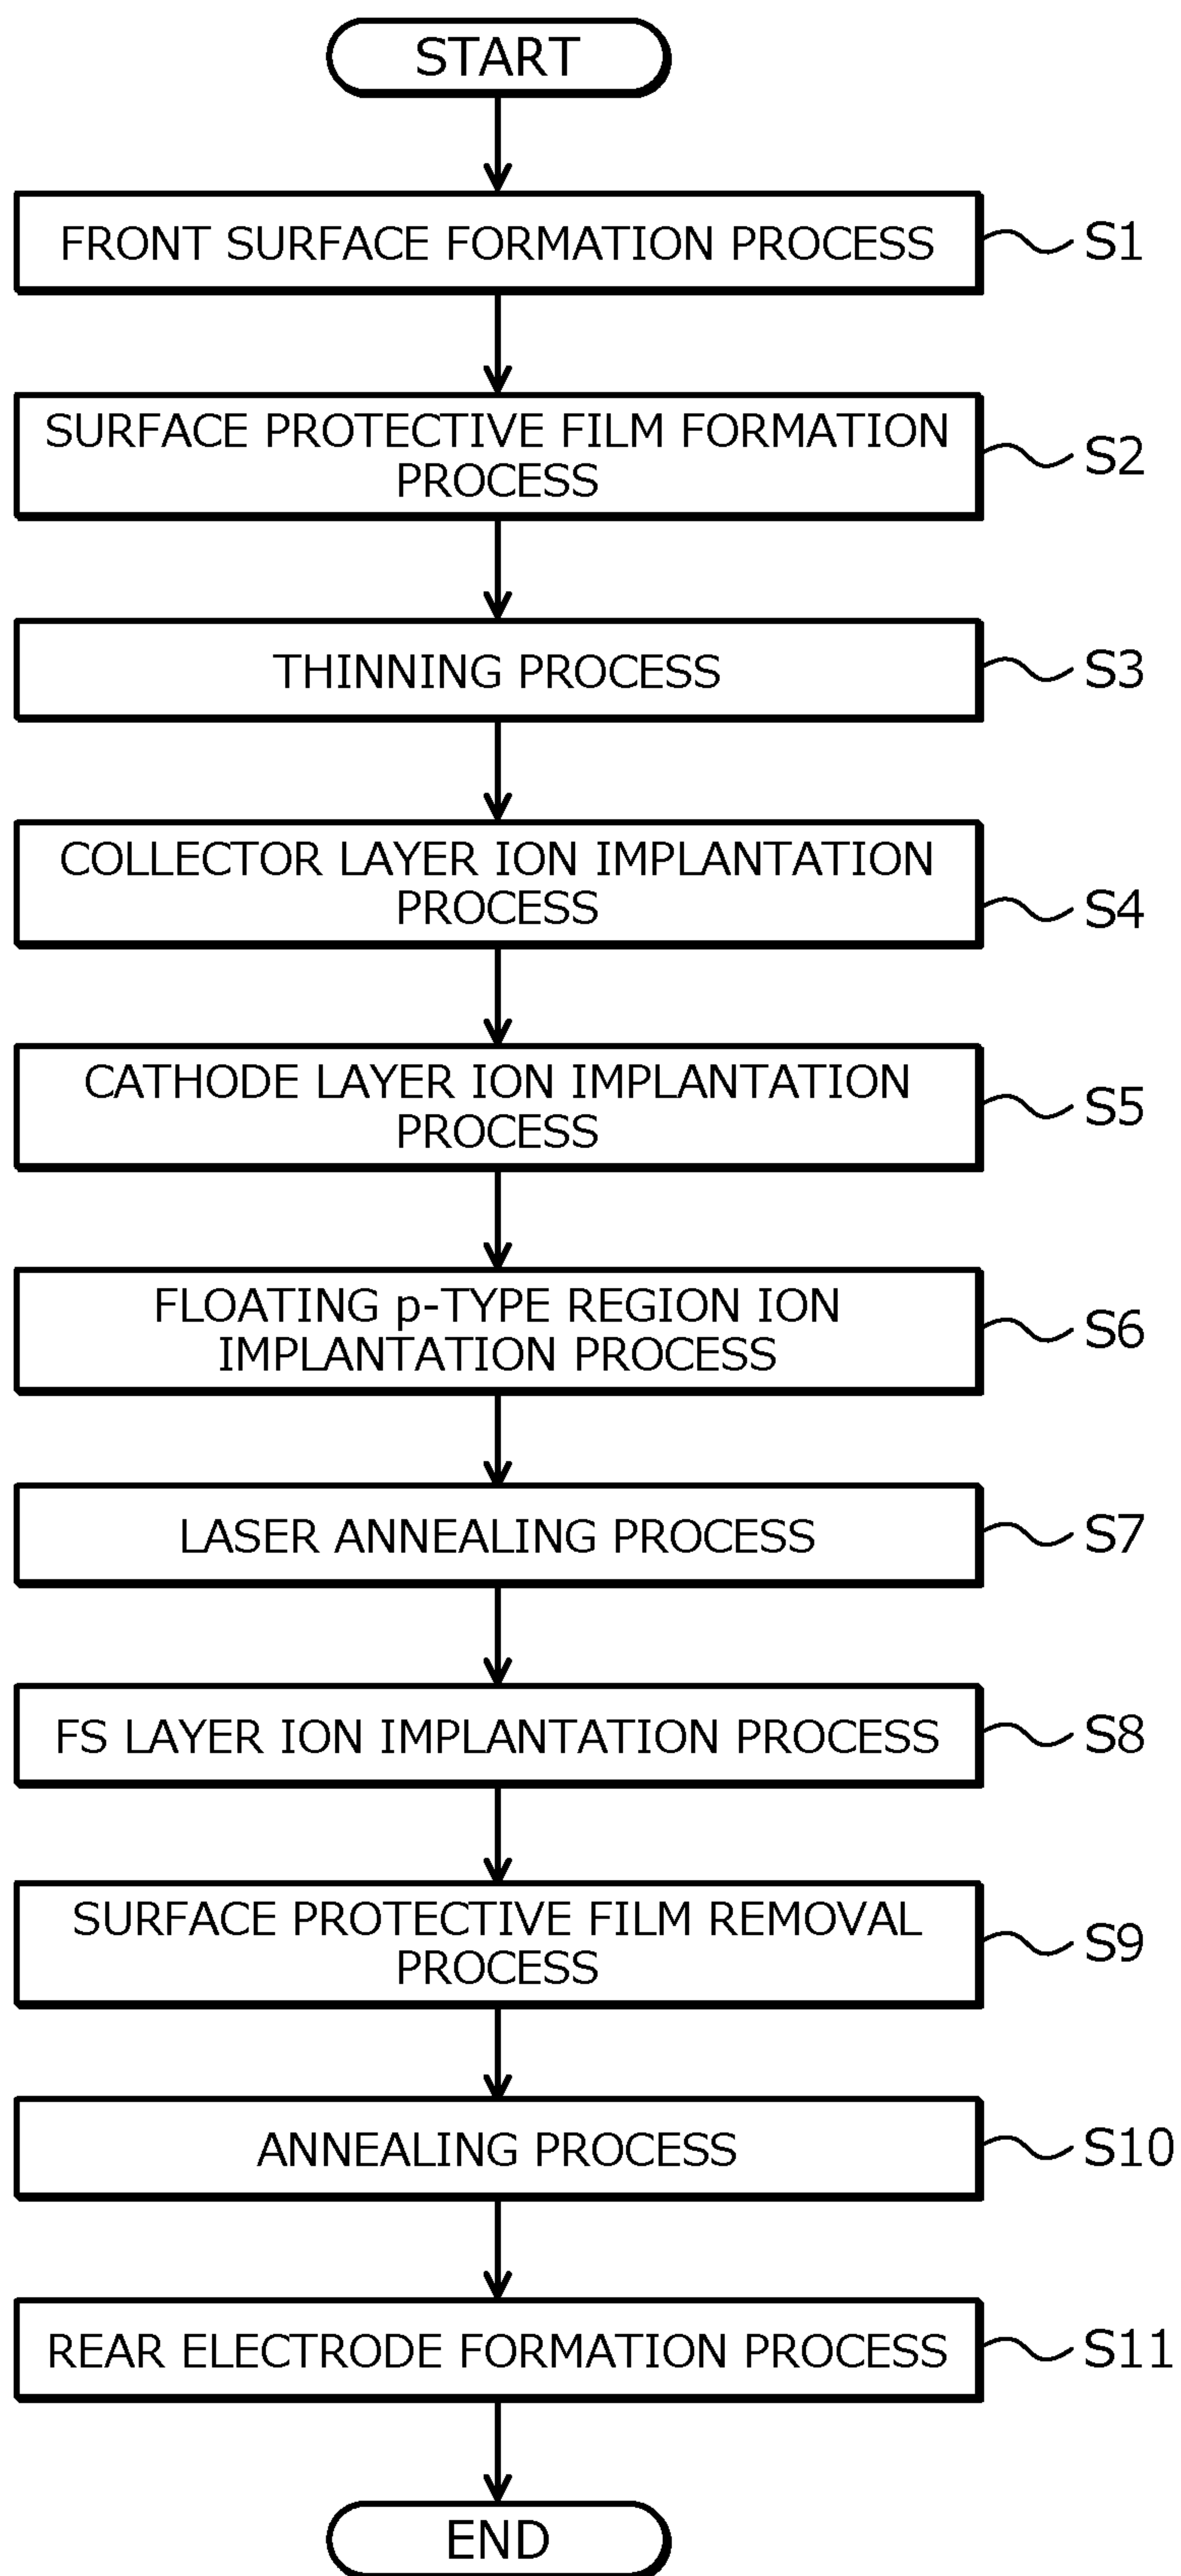 START
FRONT SURFACE FORMATION PROCESS
S1
SURFACE PROTECTIVE FILM FORMATION
PROCESS
S2
THINNING PROCESS
S3
COLLECTOR LAYER ION IMPLANTATION
PROCESS
S4
CATHODE LAYER ION IMPLANTATION
PROCESS
S5
FLOATING p-TYPE REGION ION
IMPLANTATION PROCESS
S6
LASER ANNEALING PROCESS
S7
FS LAYER ION IMPLANTATION PROCESS
S8
SURFACE PROTECTIVE FILM REMOVAL
PROCESS
S9
ANNEALING PROCESS
S10
REAR ELECTRODE FORMATION PROCESS
S11
END